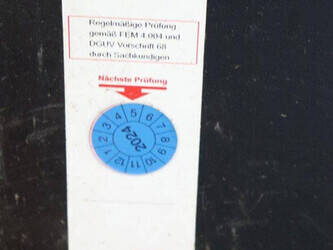 Regelmäßige Prüfung
gemäß FEM 4.004 und
DGUV Vorschrift 68
durch Sachkundigen
Nächste Prüfung
1 2 3 4 5 6 7 8 9 10 11 12
2024